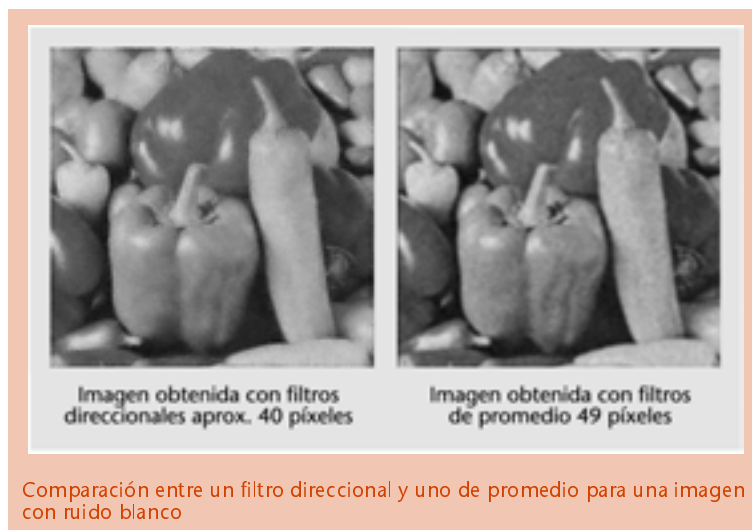 Imagen obtenida con filtros
direccionales aprox. 40 píxeles
Imagen obtenida con filtros
de promedio 49 píxeles
Comparación entre un filtro direccional y uno de promedio para una imagen
con ruido blanco